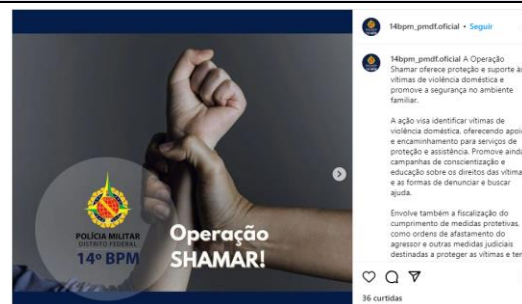 POLÍCIA MILITAR
DISTRITO FEDERAL
14º BPM
Operação
SHAMAR!
14bpm_pmdf.oficial • Seguir
14bpm_pmdf.oficial A Operação
Shamar oferece proteção e suporte às
vítimas de violência doméstica e
promove a segurança no ambiente
familiar.
A ação visa identificar vítimas de
violência doméstica, oferecendo apoio
e encaminhamento para serviços de
proteção e assistência. Promove ainda
campanhas de conscientização e
educação sobre os direitos das vítimas
e as formas de denunciar e buscar
ajuda.
Envolve também a fiscalização do
cumprimento de medidas protetivas,
como ordens de afastamento do
agressor e outras medidas judiciais
destinadas a proteger as vítimas e
36 curtidas